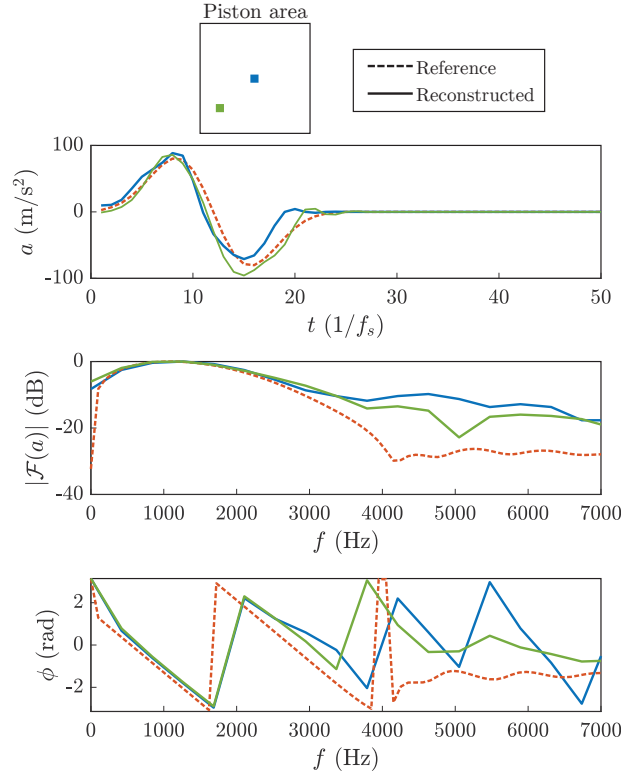 Piston area
Reference
Reconstructed
100
0
-100
a (m/s²)
0 10 20 30 40 50
t (1/fₛ)
0
-20
-40
|ℱ(a)| (dB)
0 1000 2000 3000 4000 5000 6000 7000
f (Hz)
2
0
-2
ϕ (rad)
0 1000 2000 3000 4000 5000 6000 7000
f (Hz)